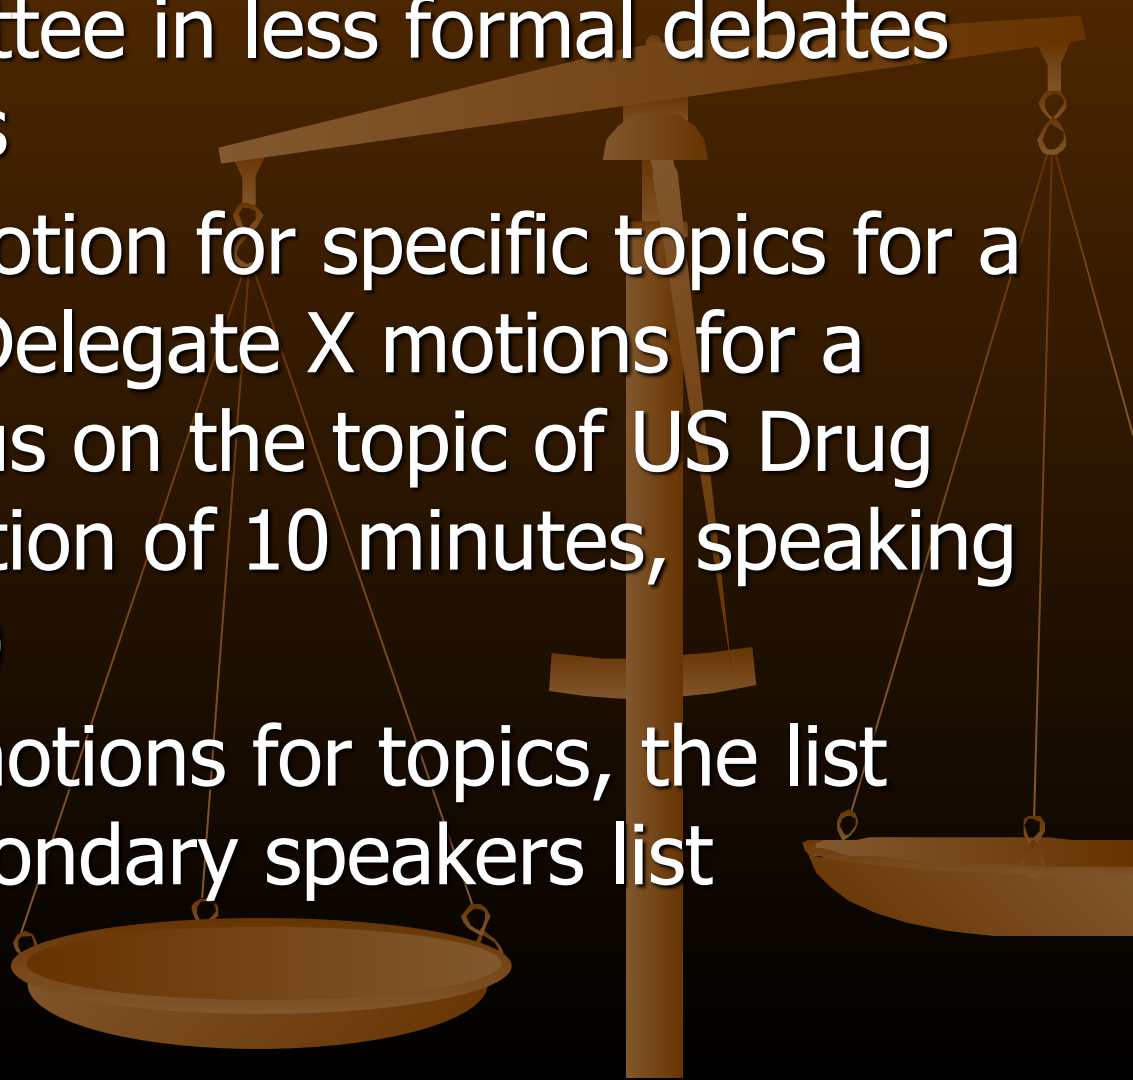 ttee in less formal debates
s
otion for specific topics for a
Delegate X motions for a
us on the topic of US Drug
tion of 10 minutes, speaking
notions for topics, the list
ondary speakers list